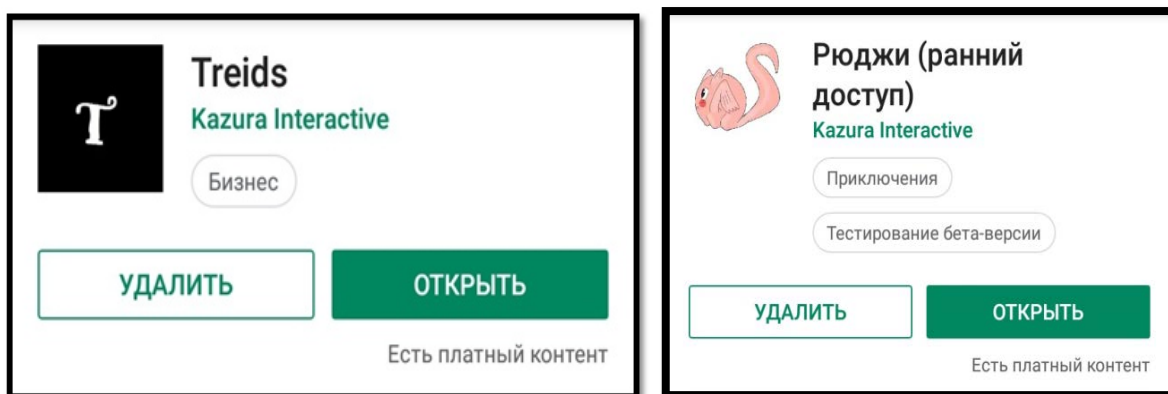 T
Treids
Kazura Interactive
Бизнес
УДАЛИТЬ
ОТКРЫТЬ
Есть платный контент
Рюджи (ранний
доступ)
Kazura Interactive
Приключения
Тестирование бета-версии
УДАЛИТЬ
ОТКРЫТЬ
Есть платный контент